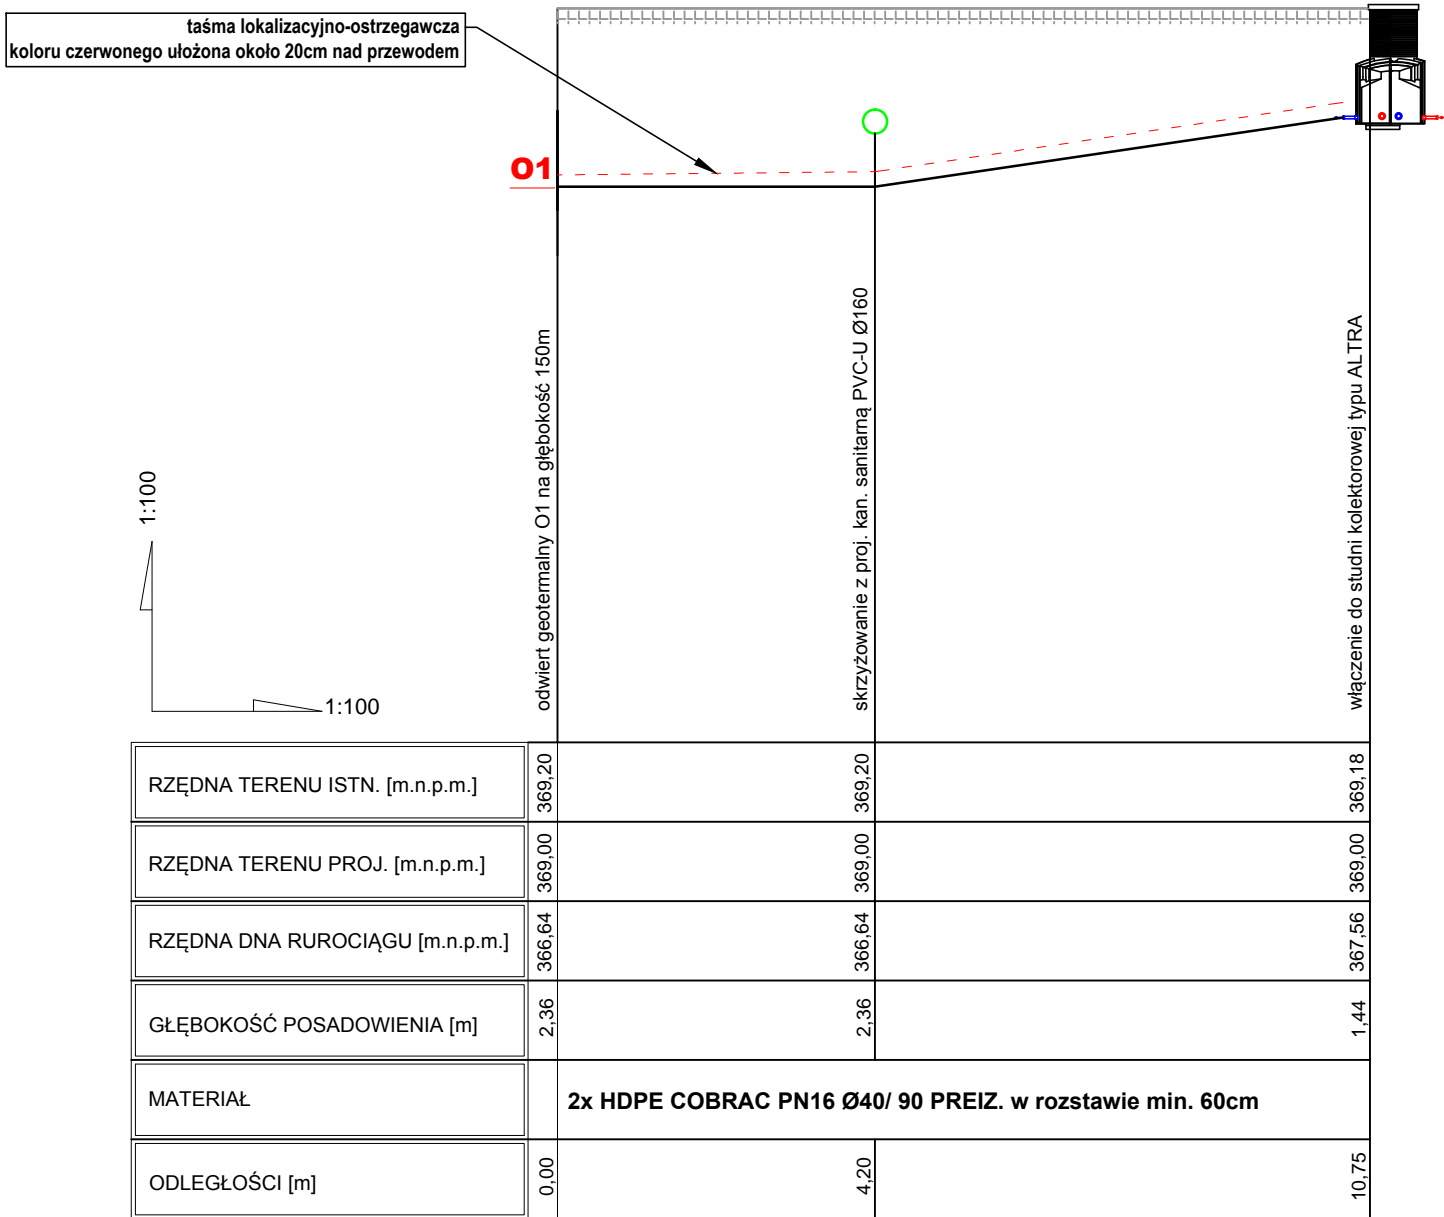 taśma lokalizacyjno-ostrzegawcza
koloru czerwonego ułożona około 20cm nad przewodem
O1
odwiert geotermalny O1 na głębokość 150m
skrzyżowanie z proj. kan. sanitarną PVC-U Ø160
włączenie do studni kolektorowej typu ALTRA
1:100
1:100
RZĘDNA TERENU ISTN. [m.n.p.m.] 369,20 369,20 369,18
RZĘDNA TERENU PROJ. [m.n.p.m.] 369,00 369,00 369,00
RZĘDNA DNA RUROCIĄGU [m.n.p.m.] 366,64 366,64 367,56
GŁĘBOKOŚĆ POSADOWIENIA [m] 2,36 2,36 1,44
MATERIAŁ 2x HDPE COBRAC PN16 Ø40/ 90 PREIZ. w rozstawie min. 60cm
ODLEGŁOŚCI [m] 0,00 4,20 10,75